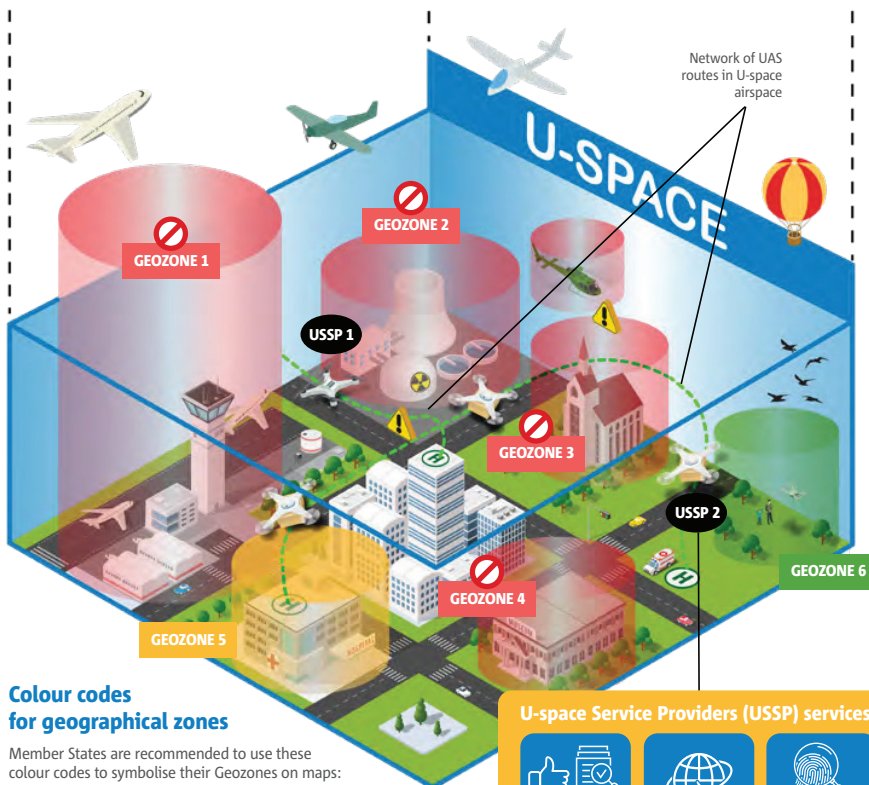 Network of UAS
routes in U-space
airspace
U-SPACE
GEOZONE 1
GEOZONE 2
USSP 1
GEOZONE 3
USSP 2
GEOZONE 6
GEOZONE 4
GEOZONE 5
H
H
H
MUSEUM
HOSPITAL
Colour codes
for geographical zones
Member States are recommended to use these
colour codes to symbolise their Geozones on maps:
U-space Service Providers (USSP) services